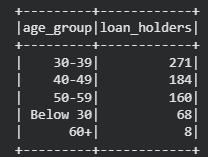 +---------+------------+
|age_group|loan_holders|
+---------+------------+
|    30-39|         271|
|    40-49|         184|
|    50-59|         160|
| Below 30|          68|
|      60+|           8|
+---------+------------+